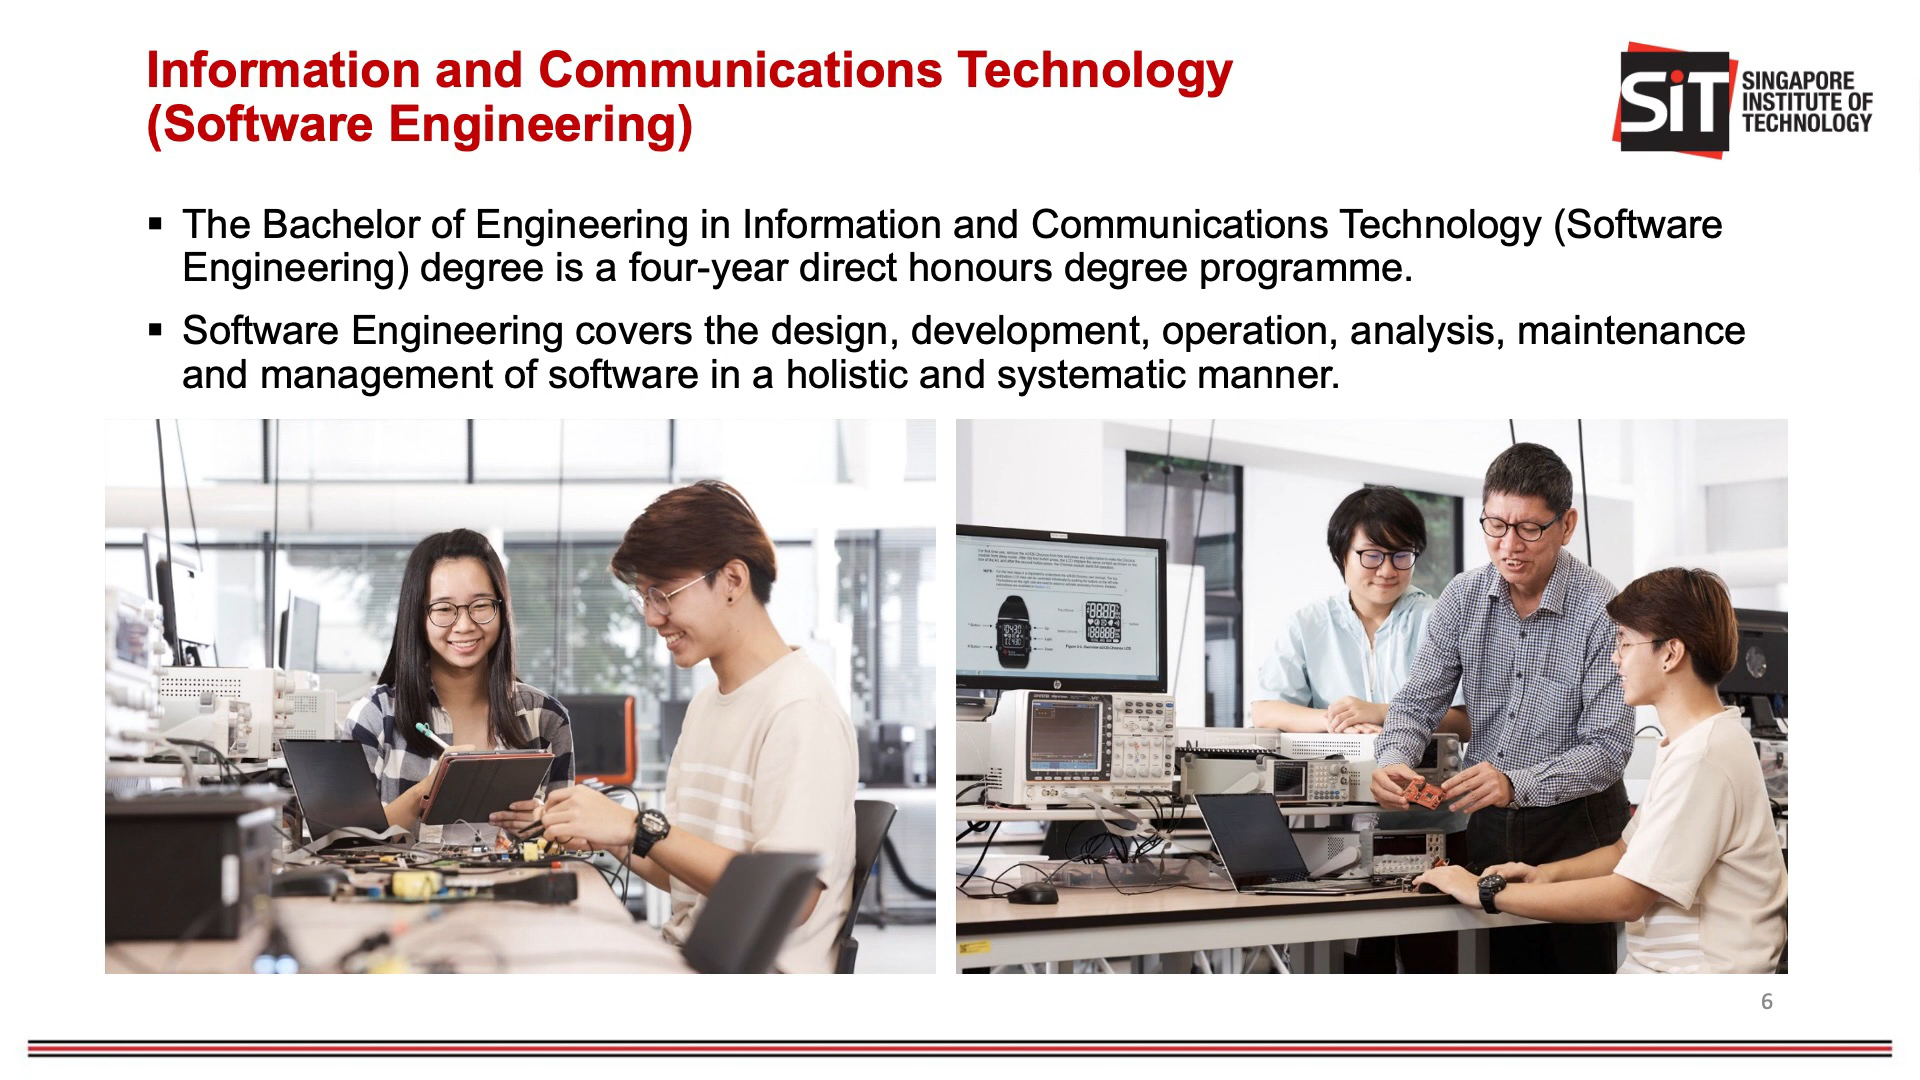 Information and Communications Technology
(Software Engineering)
SiT
SINGAPORE
INSTITUTE OF
TECHNOLOGY
▪ The Bachelor of Engineering in Information and Communications Technology (Software
Engineering) degree is a four-year direct honours degree programme.
▪ Software Engineering covers the design, development, operation, analysis, maintenance
and management of software in a holistic and systematic manner.
6